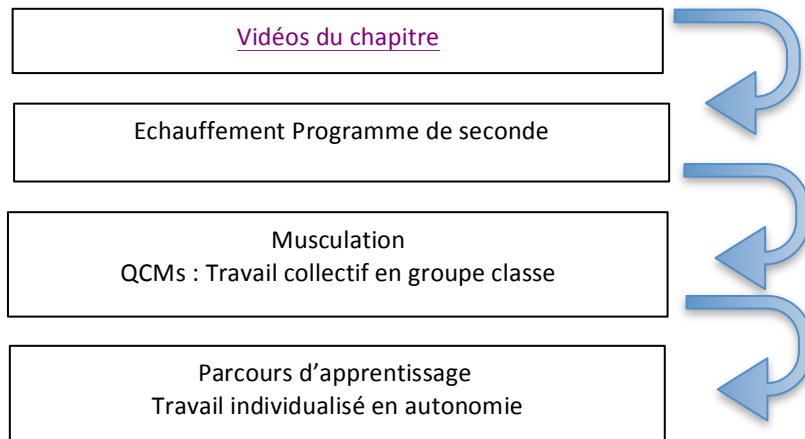 Vidéos du chapitre
Echauffement Programme de seconde
Musculation
QCMs : Travail collectif en groupe classe
Parcours d’apprentissage
Travail individualisé en autonomie